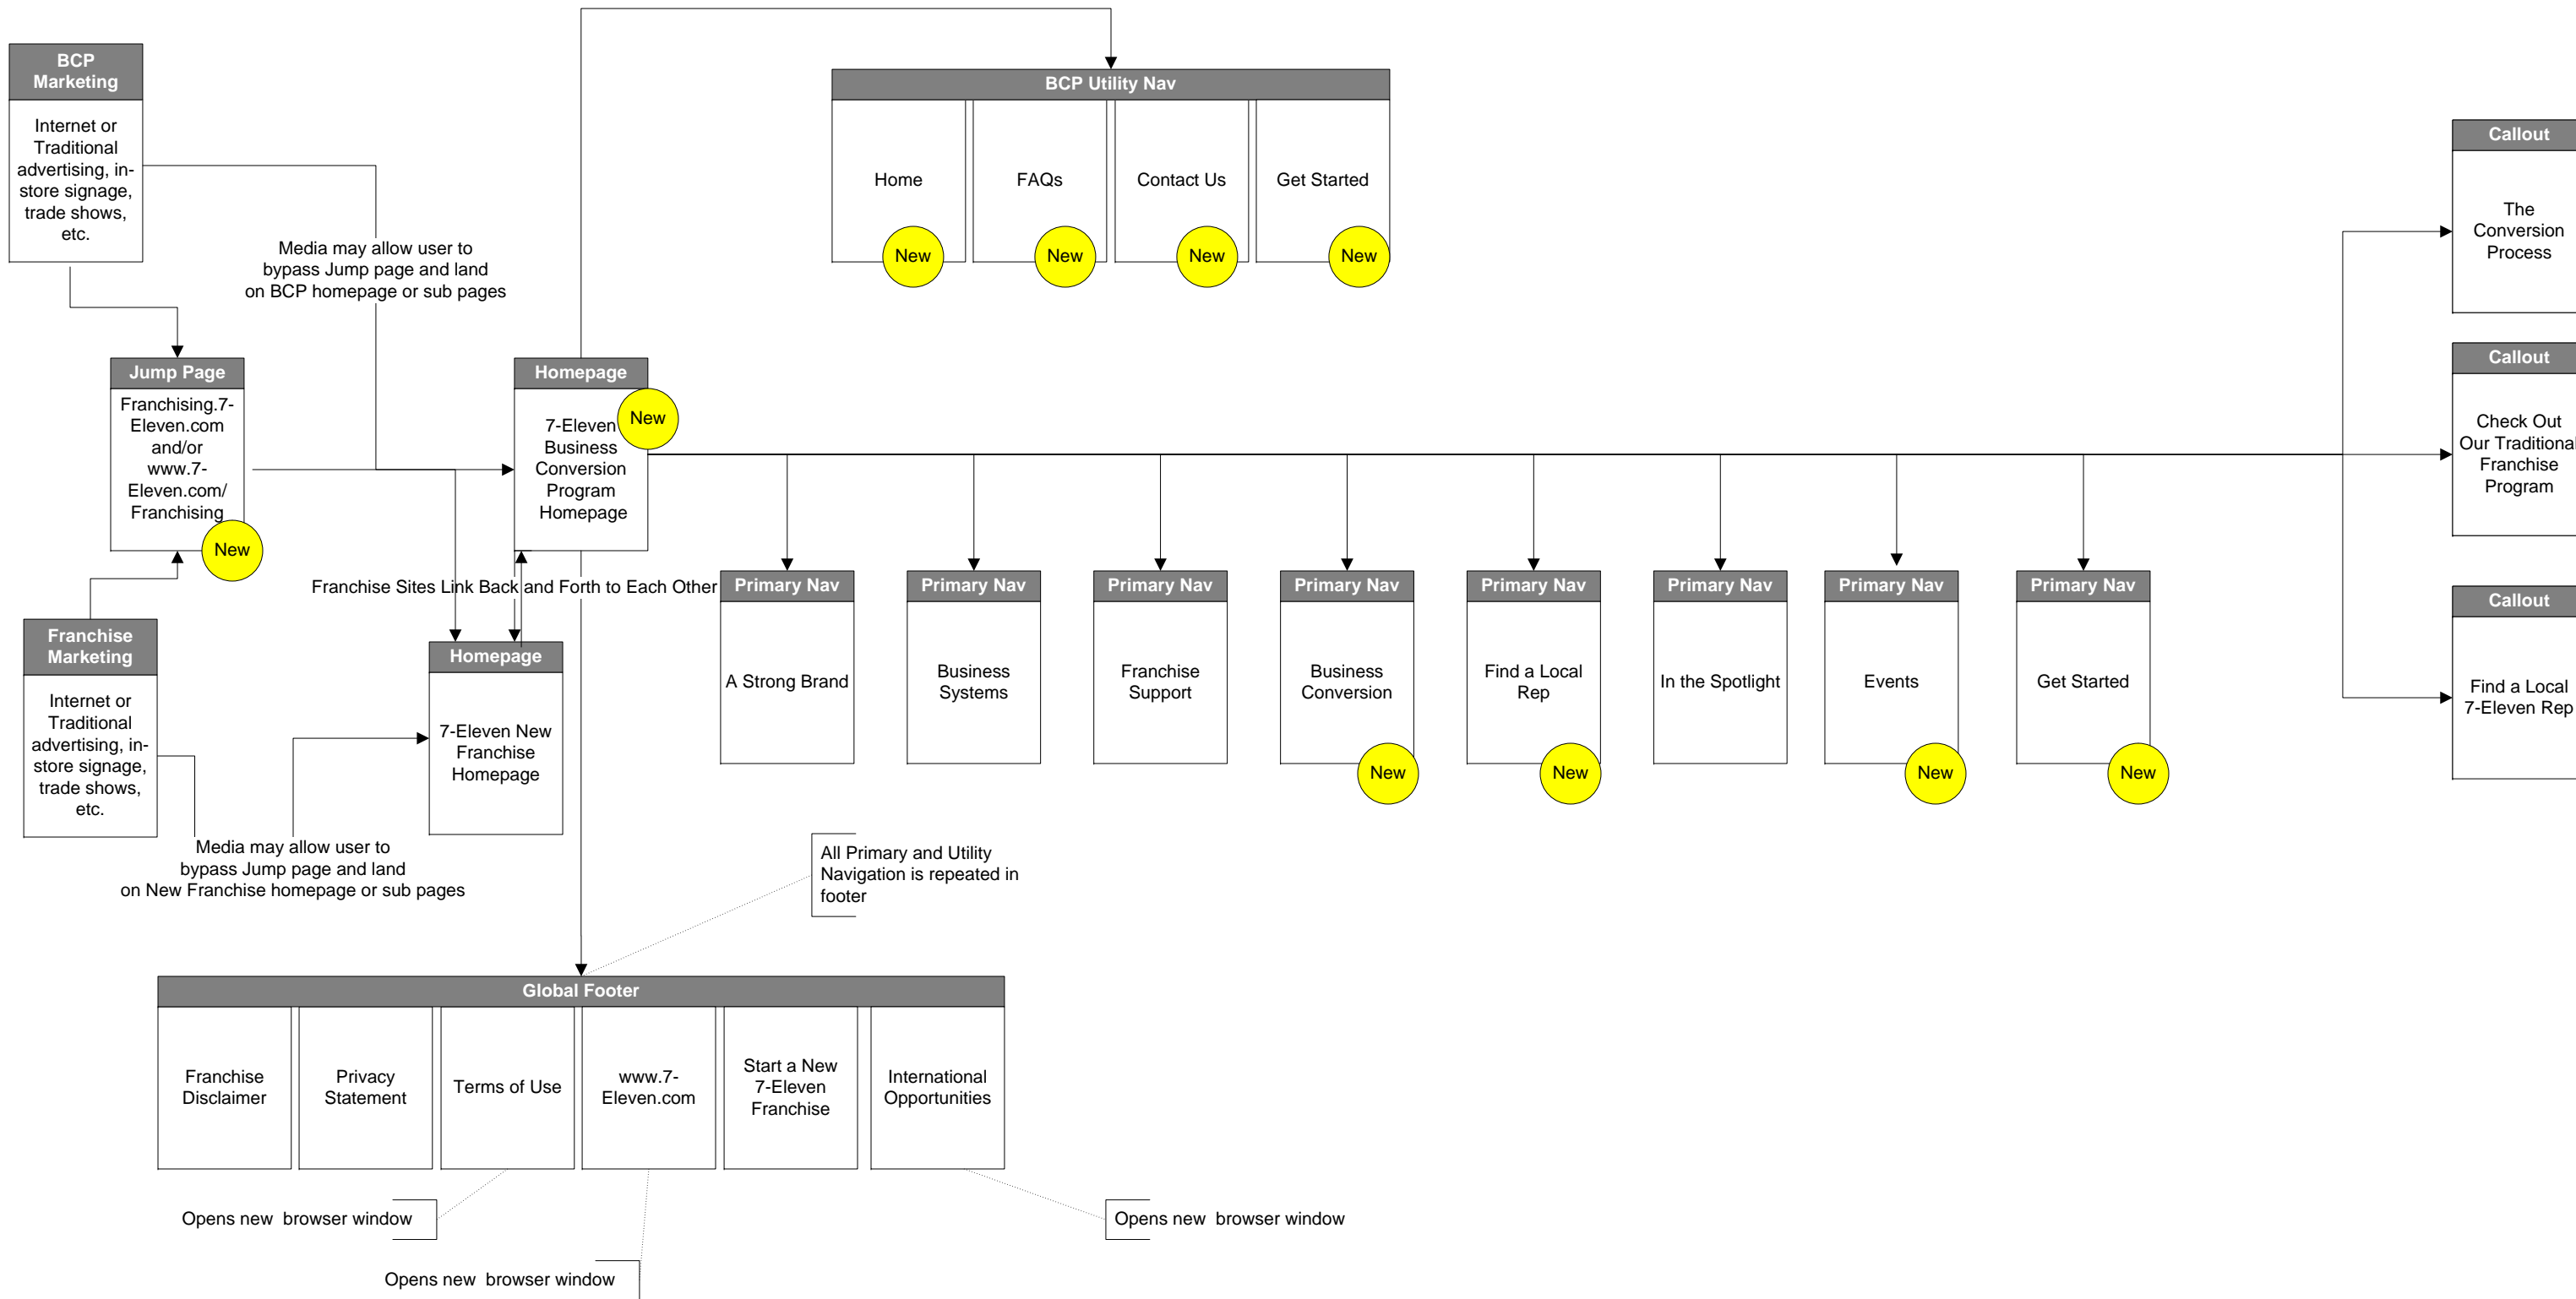 BCP
Marketing
Internet or
Traditional
advertising, in-
store signage,
trade shows,
etc.
Media may allow user to
bypass Jump page and land
on BCP homepage or sub pages
BCP Utility Nav
Home
New
FAQs
New
Contact Us
New
Get Started
New
Callout
The
Conversion
Process
Callout
Check Out
Our Traditional
Franchise
Program
Callout
Find a Local
7-Eleven Rep
Jump Page
Franchising.7-
Eleven.com
and/or
www.7-
Eleven.com/
Franchising
New
Homepage
New
7-Eleven
Business
Conversion
Program
Homepage
Franchise Sites Link Back and Forth to Each Other
Franchise
Marketing
Internet or
Traditional
advertising, in-
store signage,
trade shows,
etc.
Homepage
7-Eleven New
Franchise
Homepage
Media may allow user to
bypass Jump page and land
on New Franchise homepage or sub pages
Primary Nav
A Strong Brand
Primary Nav
Business
Systems
Primary Nav
Franchise
Support
Primary Nav
Business
Conversion
New
Primary Nav
Find a Local
Rep
New
Primary Nav
In the Spotlight
Primary Nav
Events
New
Primary Nav
Get Started
New
All Primary and Utility
Navigation is repeated in
footer
Global Footer
Franchise
Disclaimer
Privacy
Statement
Terms of Use
www.7-
Eleven.com
Start a New
7-Eleven
Franchise
International
Opportunities
Opens new  browser window
Opens new  browser window
Opens new  browser window